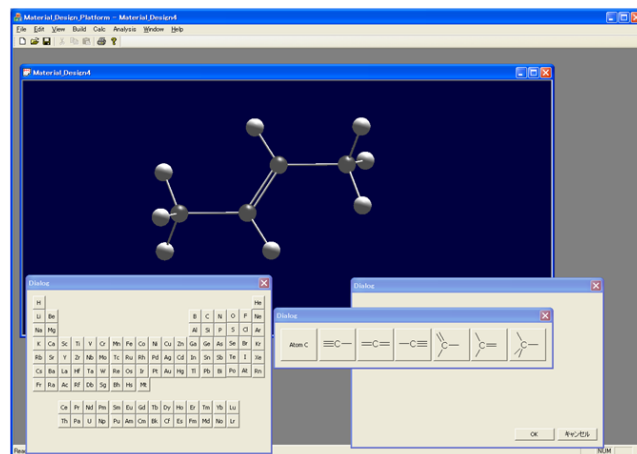 Material_Design_Platform - Material_Design4
File Edit View Build Calc Analysis Window Help
Material_Design4
Dialog
H He
Li Be B C N O F Ne
Na Mg Al Si P S Cl Ar
K Ca Sc Ti V Cr Mn Fe Co Ni Cu Zn Ga Ge As Se Br Kr
Rb Sr Y Zr Nb Mo Tc Ru Rh Pd Ag Cd In Sn Sb Te I Xe
Cs Ba La Hf Ta W Re Os Ir Pt Au Hg Tl Pb Bi Po At Rn
Fr Ra Ac Rf Db Sg Bh Hs Mt
Ce Pr Nd Pm Sm Eu Gd Tb Dy Ho Er Tm Yb Lu
Th Pa U Np Pu Am Cm Bk Cf Es Fm Md No Lr
Dialog
Dialog
Atom C ≡C− =C= −C≡ C C C
OK キャンセル
NUM